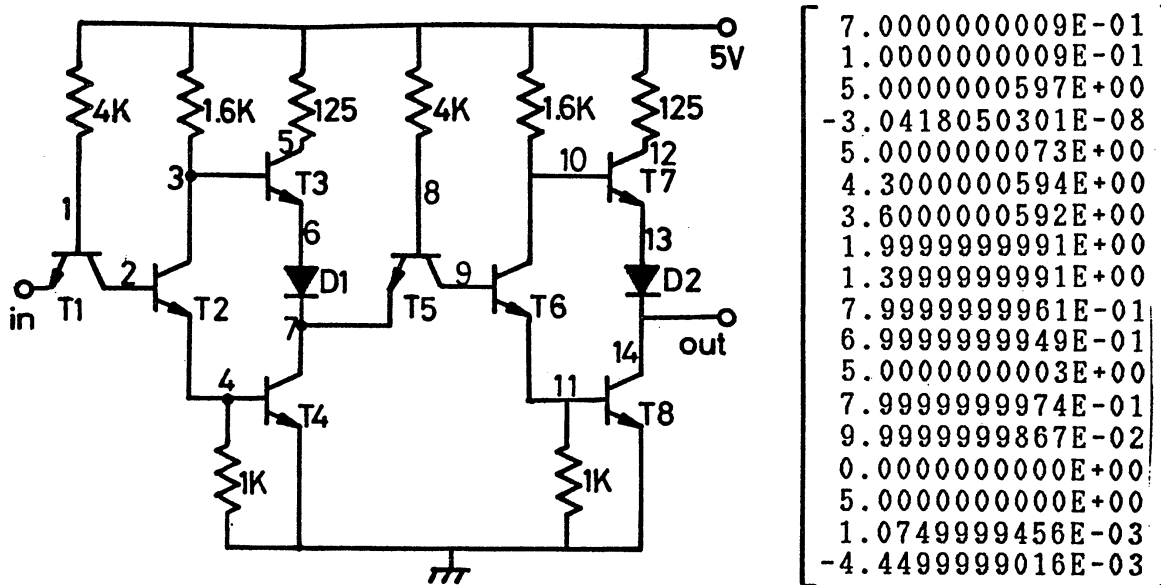 5V
4K
1.6K
125
4K
1.6K
125
5
12
3
T3
10
T7
1
8
6
13
2
D1
9
D2
in
T1
T2
7
T5
T6
out
14
4
11
T4
T8
1K
1K
7.0000000009E-01
1.0000000009E-01
5.0000000597E+00
-3.0418050301E-08
5.0000000073E+00
4.3000000594E+00
3.6000000592E+00
1.9999999991E+00
1.3999999991E+00
7.9999999961E-01
6.9999999949E-01
5.0000000003E+00
7.9999999974E-01
9.9999999867E-02
0.0000000000E+00
5.0000000000E+00
1.0749999456E-03
-4.4499999016E-03